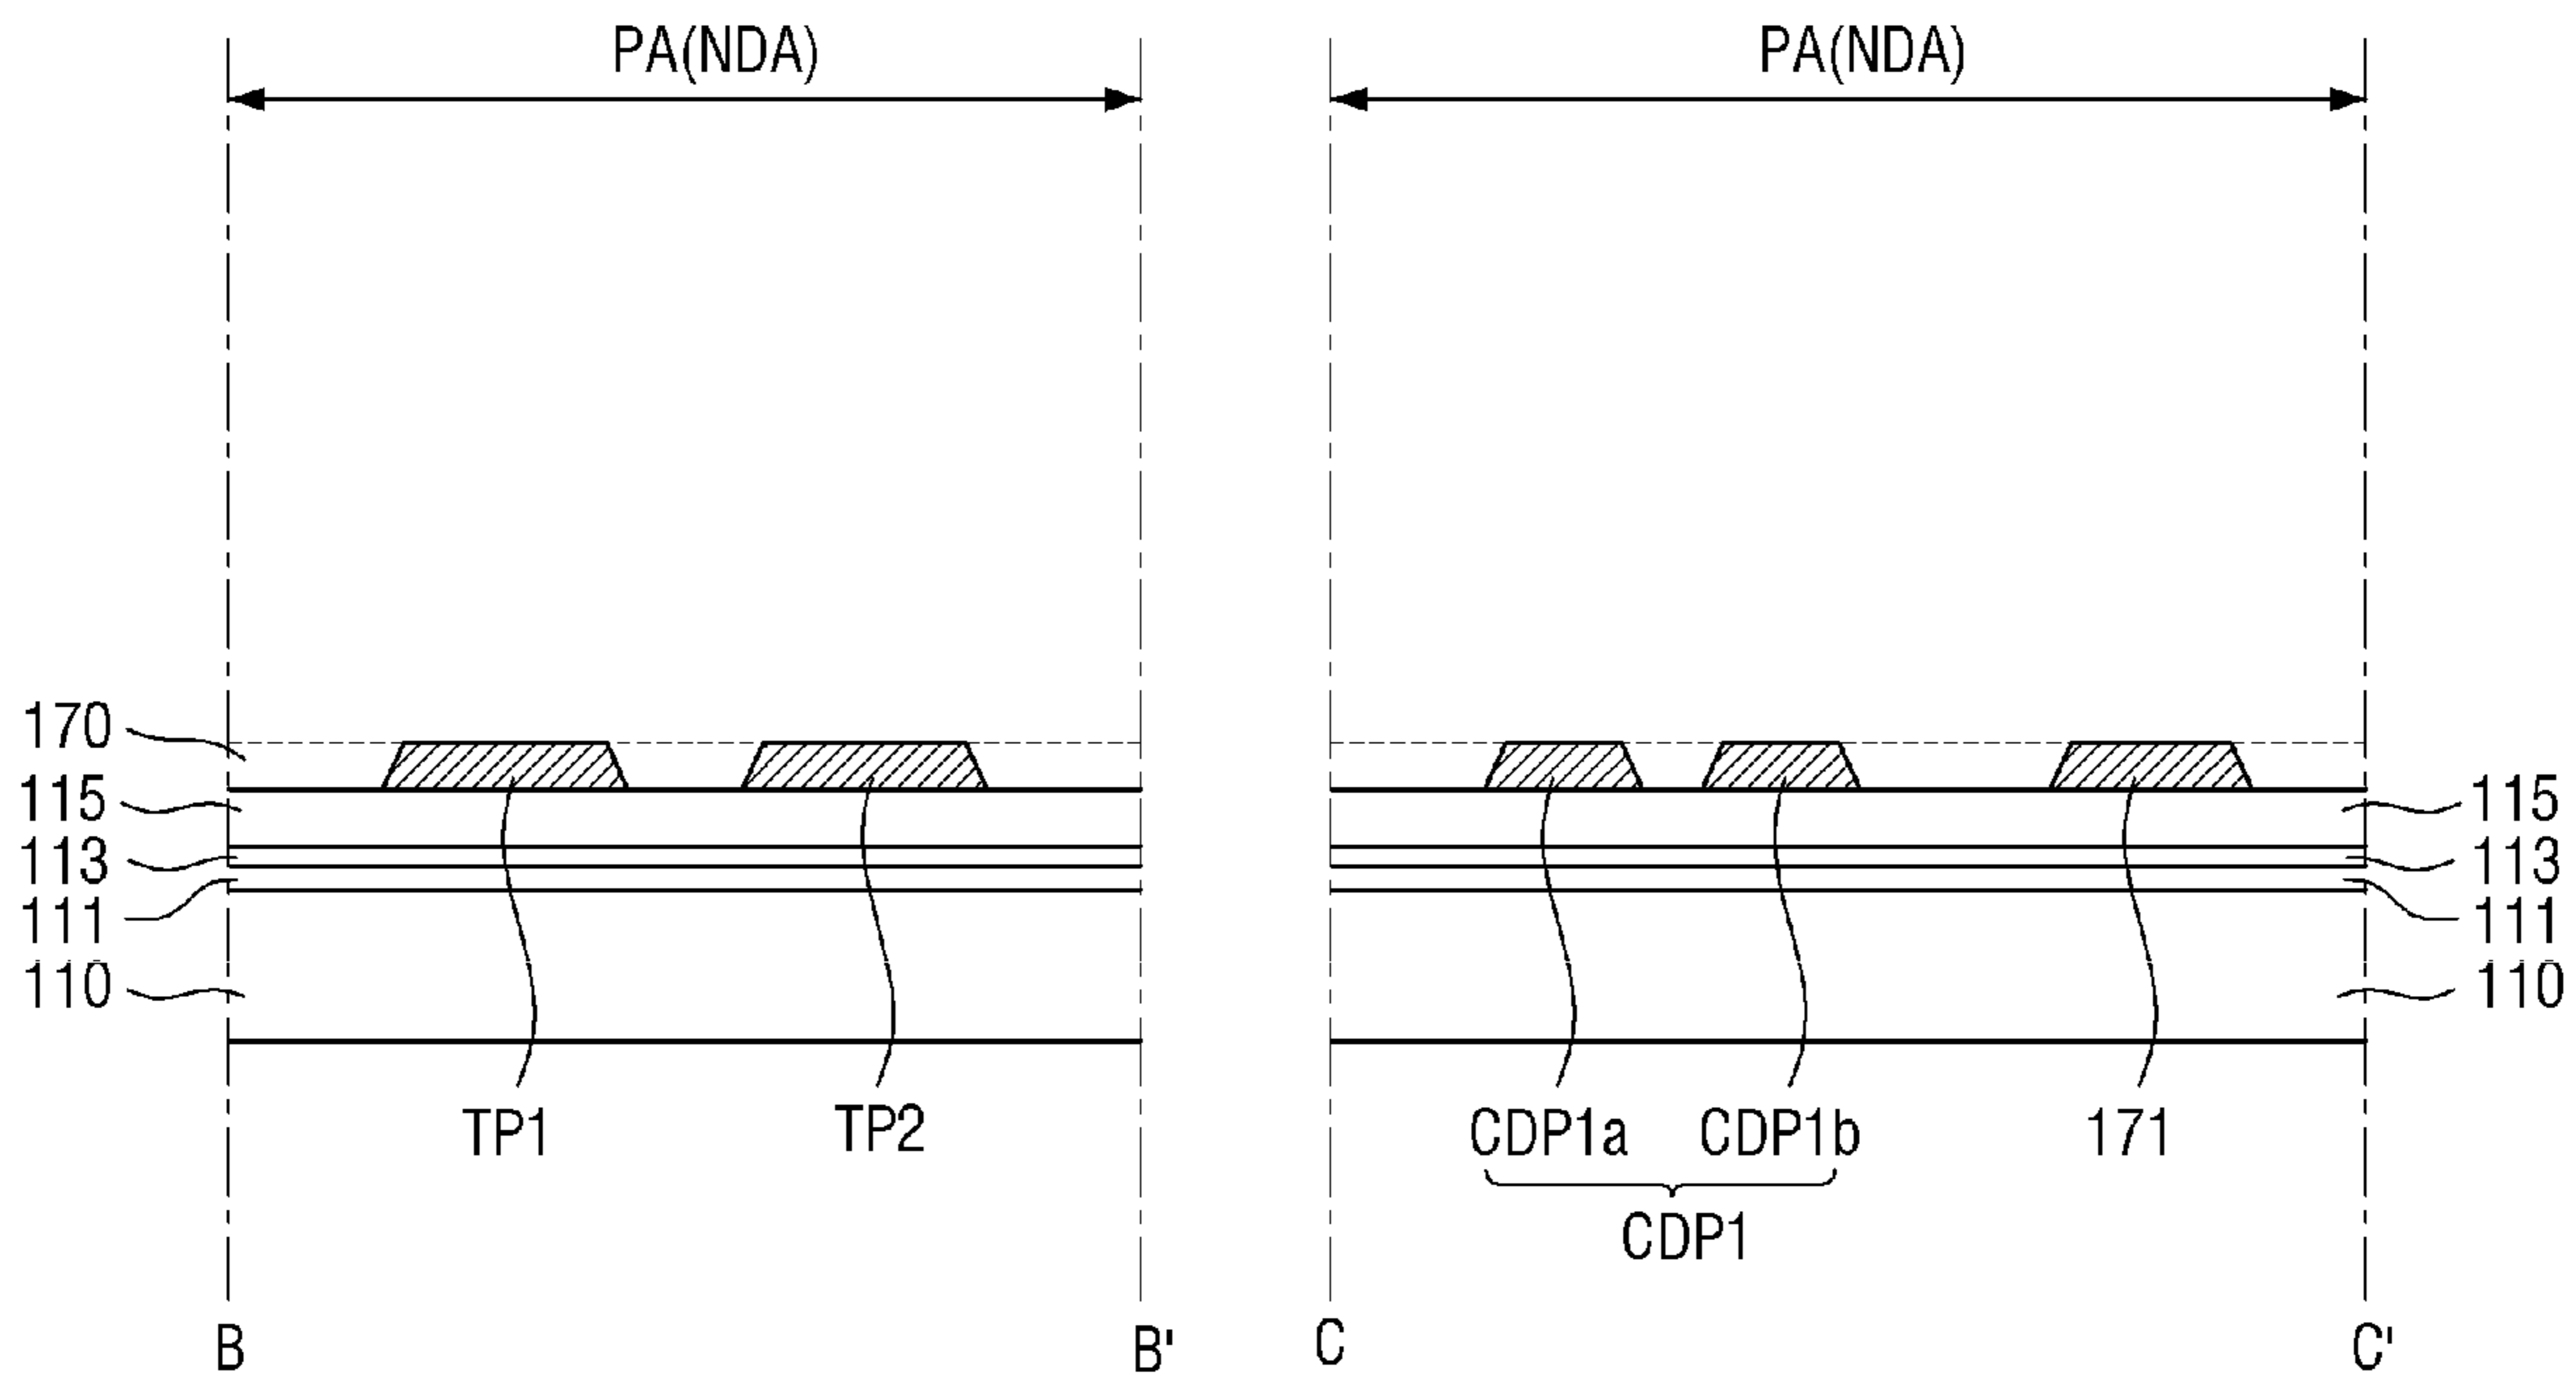 PA(NDA) PA(NDA)
170
115 115
113 113
111 111
110 110
TP1 TP2 CDP1a CDP1b 171
CDP1
B B' C C'